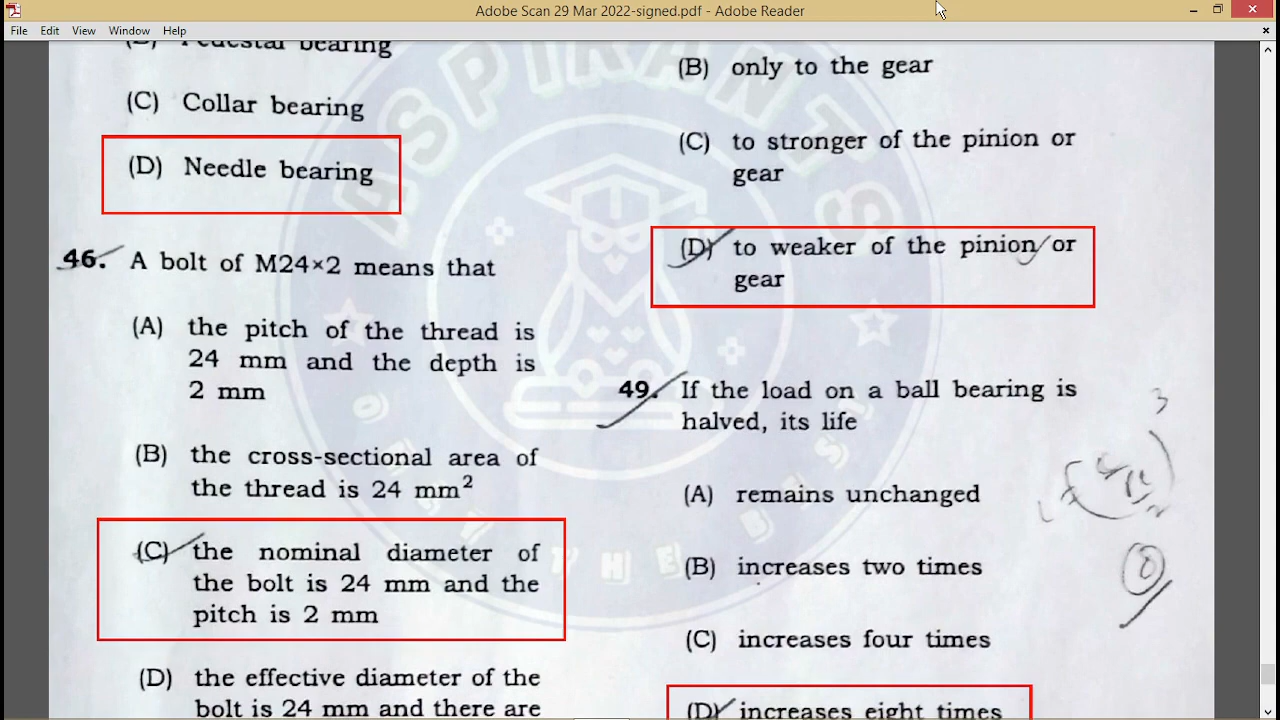 Adobe Scan 29 Mar 2022-signed.pdf - Adobe Reader
File Edit View Window Help
(B) Pedestal bearing
(C) Collar bearing
(D) Needle bearing
46. A bolt of M24×2 means that
(A) the pitch of the thread is
24 mm and the depth is
2 mm
(B) the cross-sectional area of
the thread is 24 mm²
(C) the nominal diameter of
the bolt is 24 mm and the
pitch is 2 mm
(D) the effective diameter of the
bolt is 24 mm and there are
(B) only to the gear
(C) to stronger of the pinion or
gear
(D) to weaker of the pinion or
gear
49. If the load on a ball bearing is
halved, its life
(A) remains unchanged
(B) increases two times
(C) increases four times
(D) increases eight times
3
8
ASPIRANTS